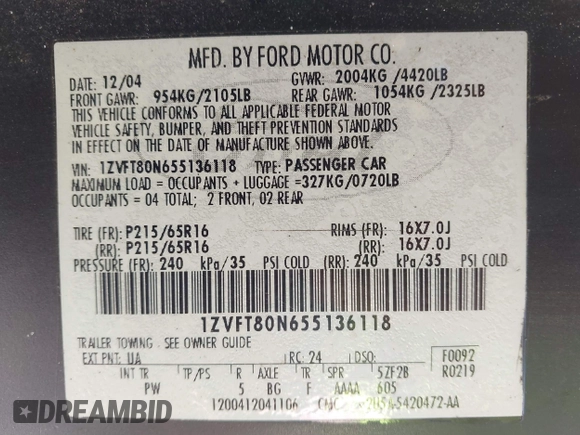 MFD. BY FORD MOTOR CO.
DATE: 12/04 GVWR: 2004KG /4420LB
FRONT GAWR: 954KG/2105LB REAR GAWR: 1054KG/2325LB
THIS VEHICLE CONFORMS TO ALL APPLICABLE FEDERAL MOTOR
VEHICLE SAFETY, BUMPER, AND THEFT PREVENTION STANDARDS
IN EFFECT ON THE DATE OF MANUFACTURE SHOWN ABOVE.
VIN: 1ZVFT80N655136118 TYPE: PASSENGER CAR
MAXIMUM LOAD = OCCUPANTS + LUGGAGE =327KG/0720LB
OCCUPANTS = 04 TOTAL; 2 FRONT, 02 REAR
TIRE (FR): P215/65R16 RIMS (FR): 16X7.0J
(RR): P215/65R16 (RR): 16X7.0J
PRESSURE (FR): 240 kPa/35 PSI COLD (RR): 240 kPa/35 PSI COLD
1ZVFT80N655136118
TRAILER TOWING - SEE OWNER GUIDE
EXT PNT: UA RC: 24 DSO: F0092
INT TR TP/PS R AXLE TR SPR SZF2B R0219
PW 5 BG F AAAA 605
1200412041106 5420472-AA
EPICVIN.COM